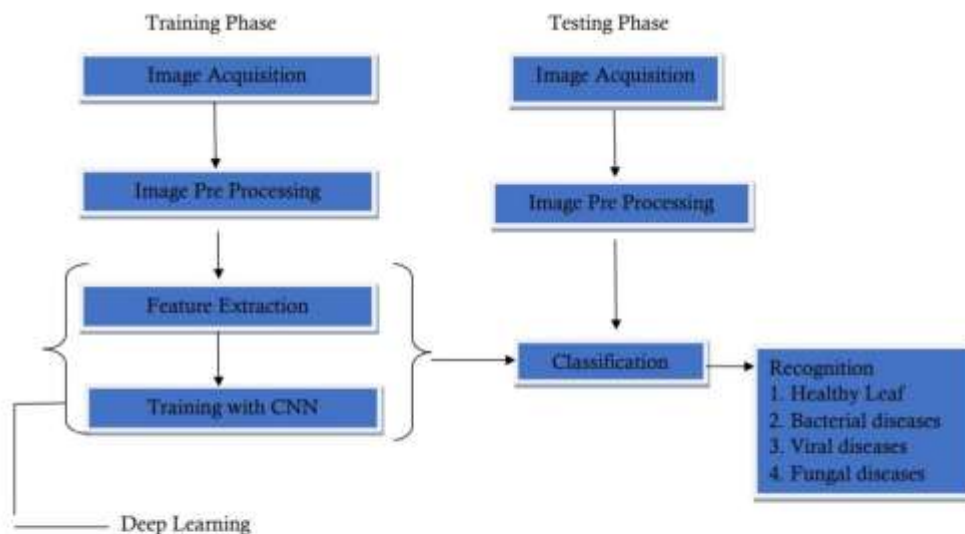 Training Phase
Testing Phase
Image Acquisition
Image Acquisition
Image Pre Processing
Image Pre Processing
Feature Extraction
Training with CNN
Classification
Recognition
1. Healthy Leaf
2. Bacterial diseases
3. Viral diseases
4. Fungal diseases
Deep Learning